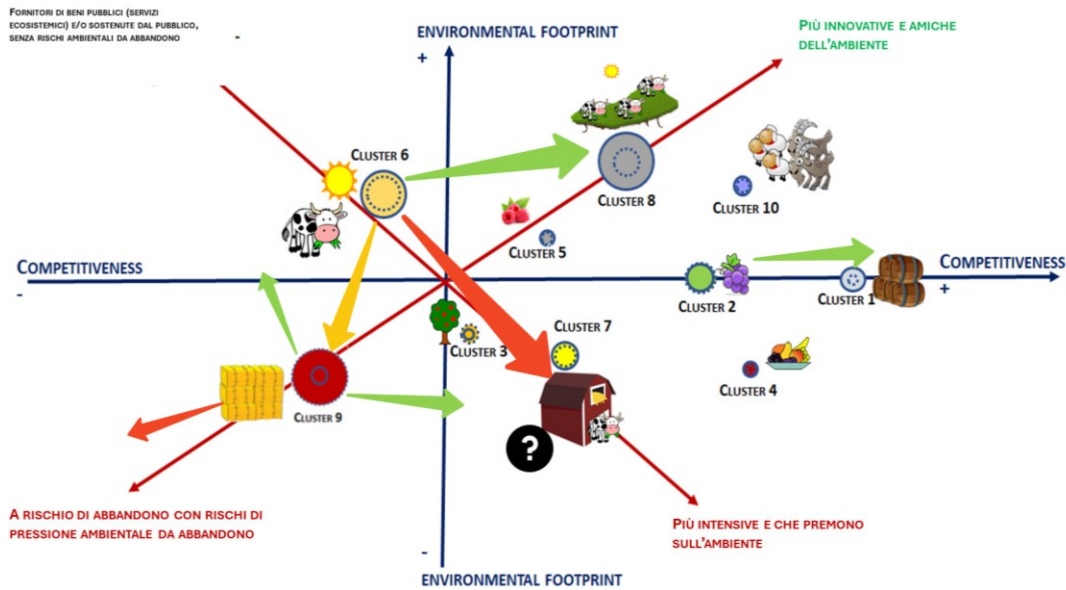 FORNITORI DI BENI PUBBLICI (SERVIZI
ECOSISTEMICI) E/O SOSTENUTE DAL PUBBLICO,
SENZA RISCHI AMBIENTALI DA ABBANDONO
-
ENVIRONMENTAL FOOTPRINT
+
PIÙ INNOVATIVE E AMICHE
DELL'AMBIENTE
CLUSTER 6
CLUSTER 8
CLUSTER 10
CLUSTER 5
COMPETITIVENESS
-
COMPETITIVENESS
+
CLUSTER 2
CLUSTER 1
CLUSTER 7
CLUSTER 3
CLUSTER 4
CLUSTER 9
?
A RISCHIO DI ABBANDONO CON RISCHI DI
PRESSIONE AMBIENTALE DA ABBANDONO
PIÙ INTENSIVE E CHE PREMONO
SULL'AMBIENTE
-
ENVIRONMENTAL FOOTPRINT